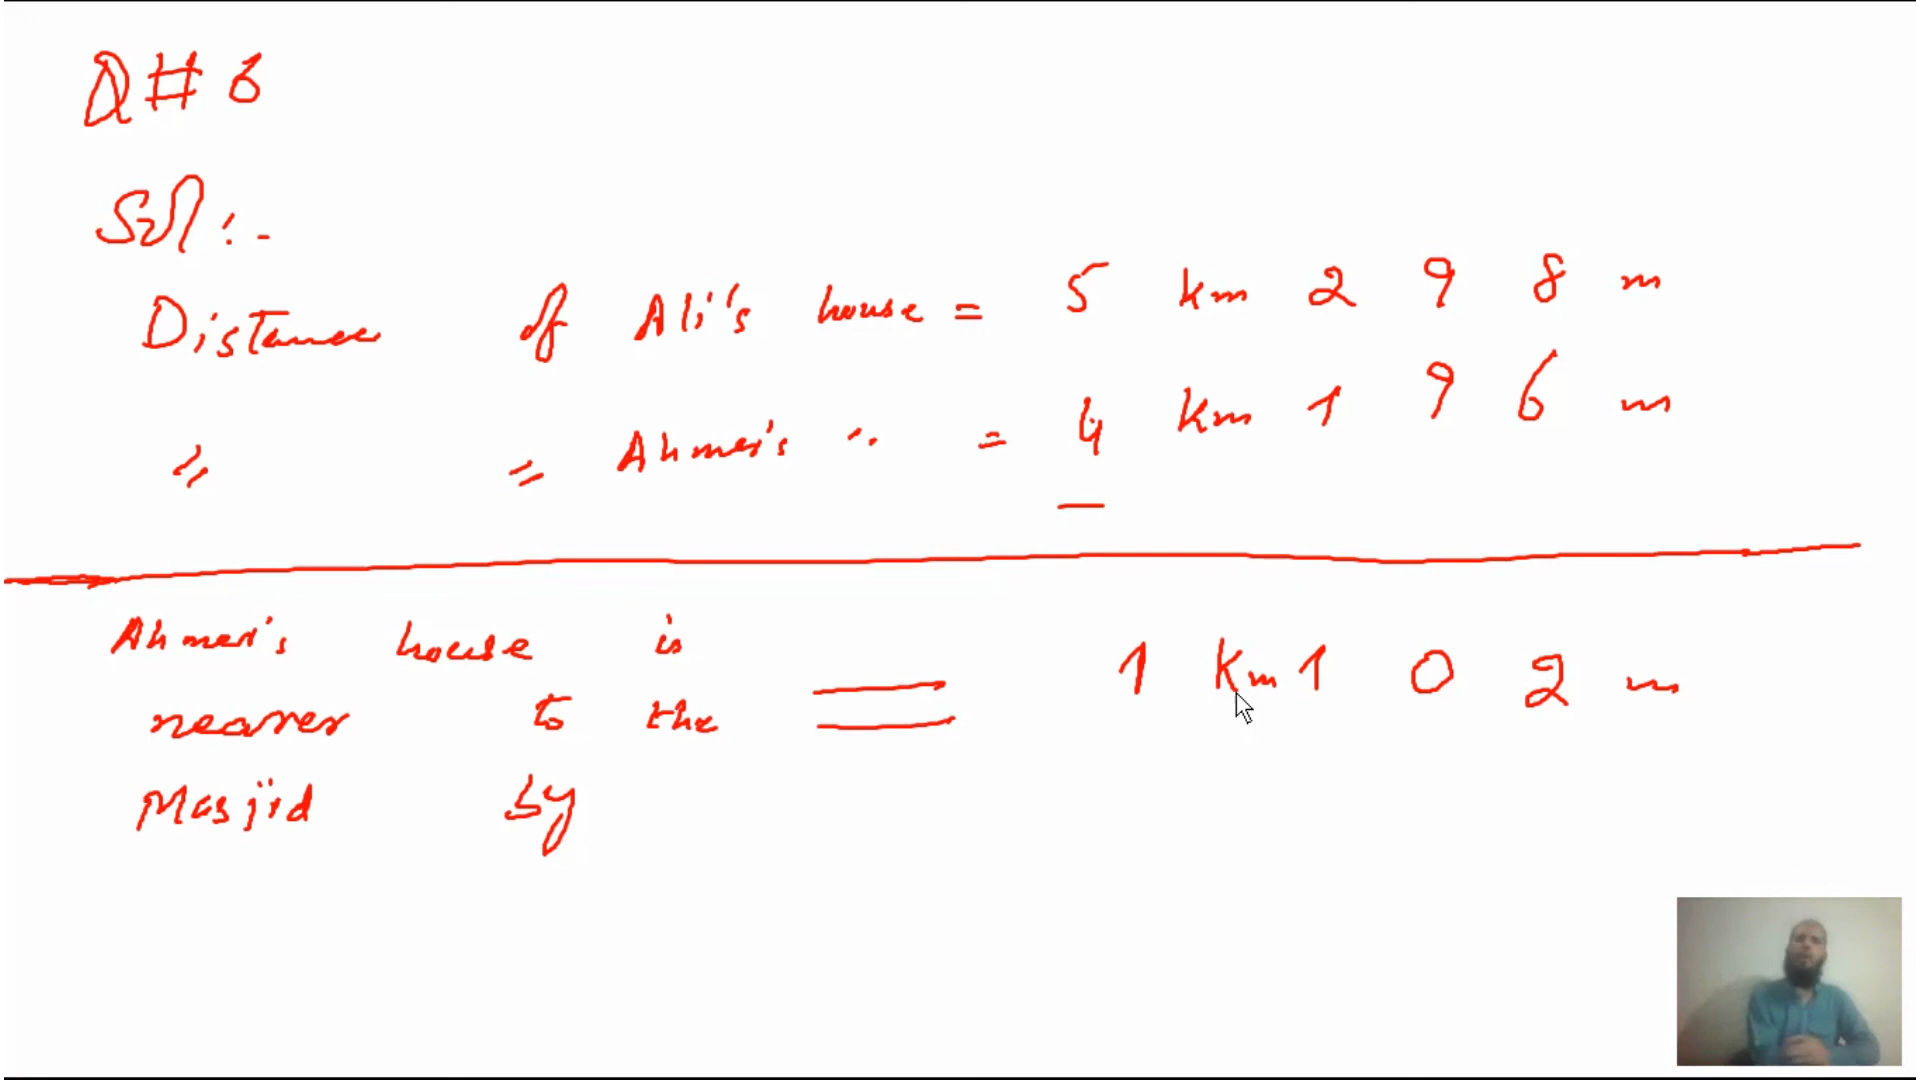 Q # 6
Sol :-
Distance of Ali's house = 5 km 2 9 8 m
" " Ahmer's " = 4 km 1 9 6 m
—
Ahmer's house is
nearer to the = 1 Km 1 0 2 m
Masjid by